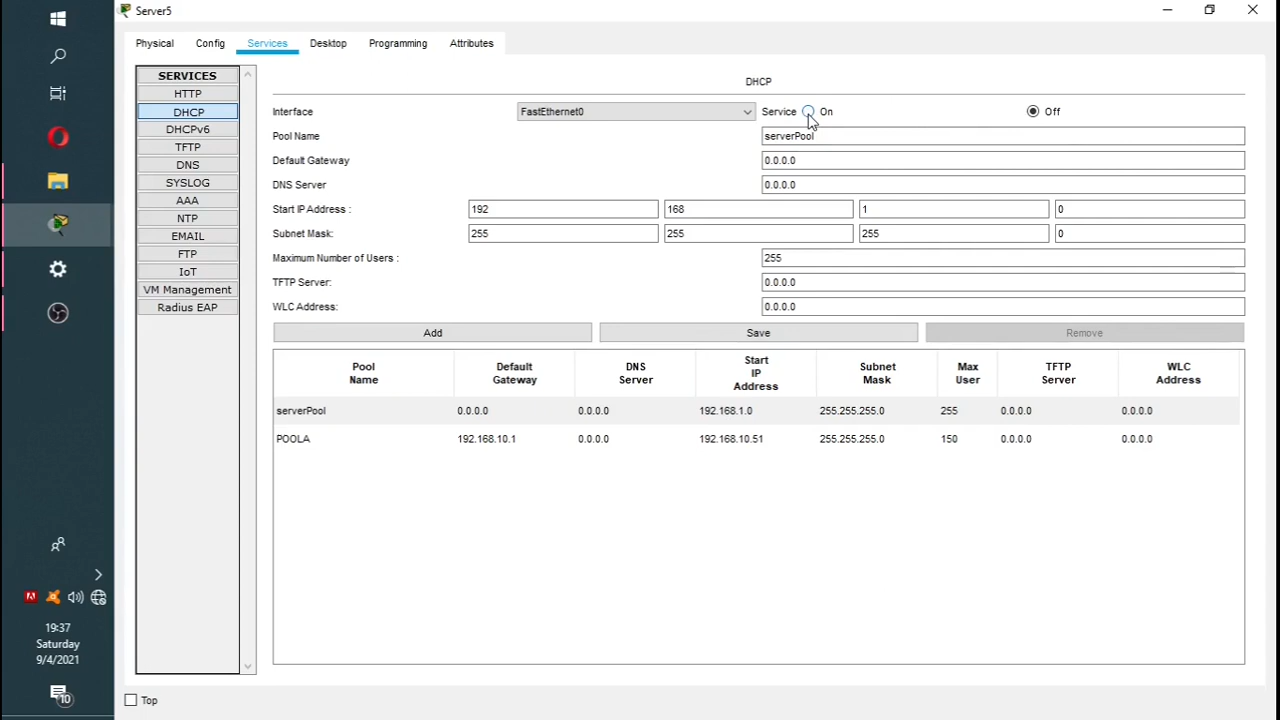 Server5
Physical Config Services Desktop Programming Attributes
SERVICES
HTTP
DHCP
DHCPv6
TFTP
DNS
SYSLOG
AAA
NTP
EMAIL
FTP
IoT
VM Management
Radius EAP
DHCP
Interface FastEthernet0 Service On Off
Pool Name serverPool
Default Gateway 0.0.0.0
DNS Server 0.0.0.0
Start IP Address : 192 168 1 0
Subnet Mask: 255 255 255 0
Maximum Number of Users : 255
TFTP Server: 0.0.0.0
WLC Address: 0.0.0.0
Add Save Remove
Pool Name Default Gateway DNS Server Start IP Address Subnet Mask Max User TFTP Server WLC Address
serverPool 0.0.0.0 0.0.0.0 192.168.1.0 255.255.255.0 255 0.0.0.0 0.0.0.0
POOLA 192.168.10.1 0.0.0.0 192.168.10.51 255.255.255.0 150 0.0.0.0 0.0.0.0
Top
19:37
Saturday
9/4/2021
10